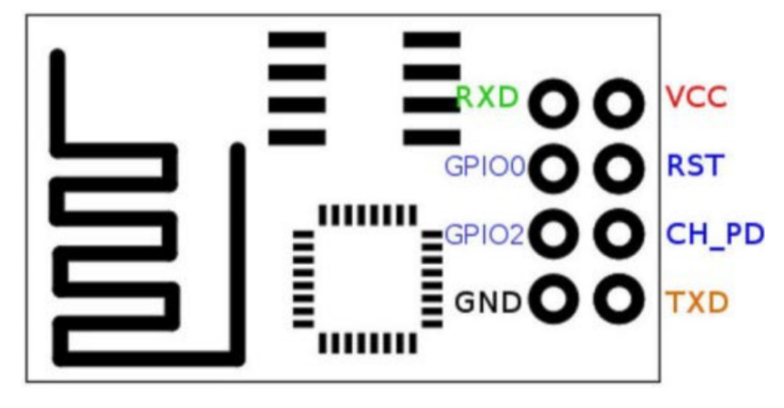 RXD VCC
GPIO0 RST
GPIO2 CH_PD
GND TXD